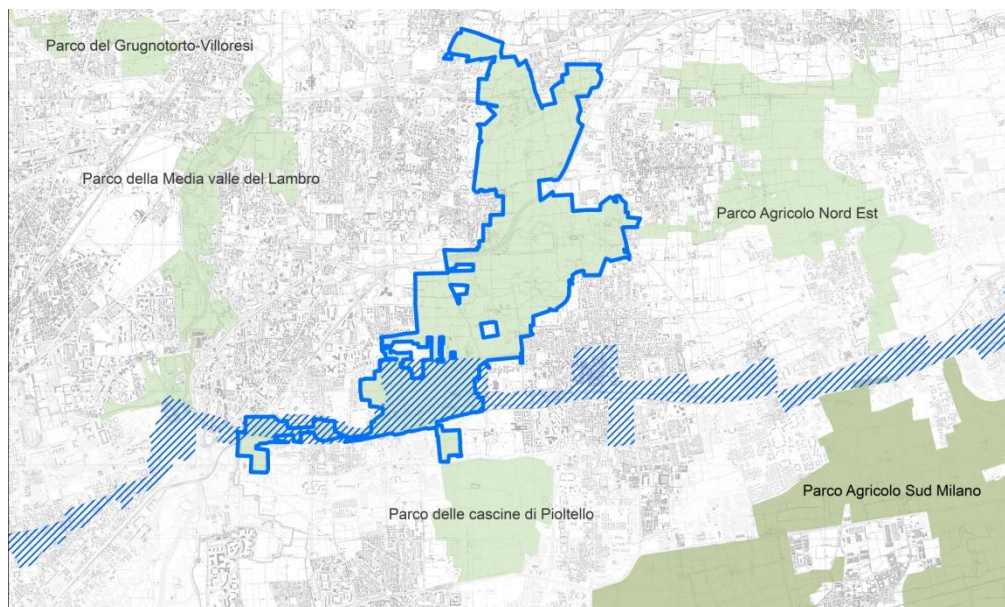 Parco del Grugnotorto-Villoresi
Parco della Media valle del Lambro
Parco Agricolo Nord Est
Parco Agricolo Sud Milano
Parco delle cascine di Pioltello